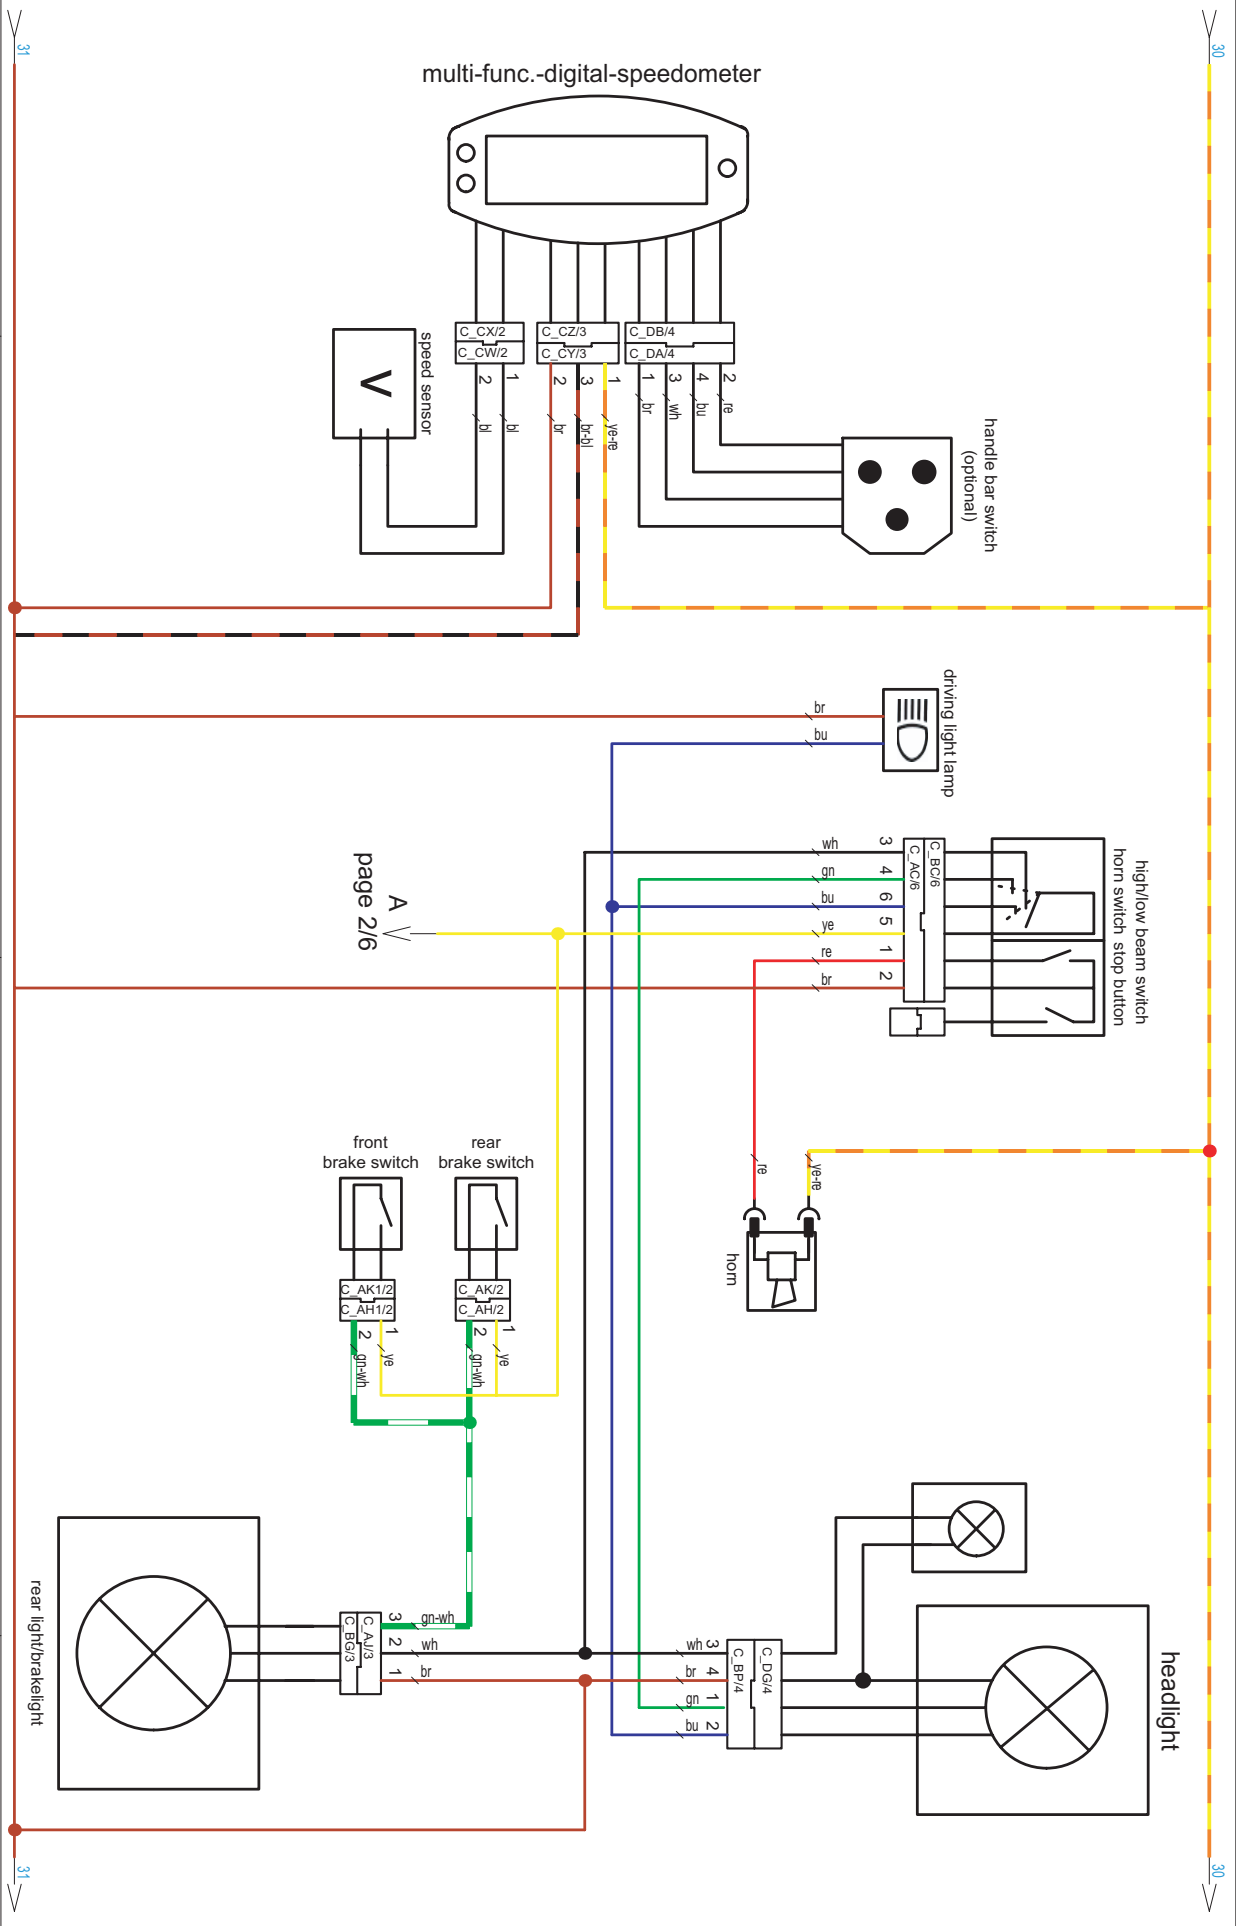 31
30
multi-func.-digital-speedometer
C_CX/2
C_CW/2
C_CZ/3
C_CY/3
C_DB/4
C_DA/4
2
1
2
3
1
1
3
4
2
bl
bl
br
br-bl
ye-re
br
wh
bu
re
speed sensor
V
handle bar switch
(optional)
driving light lamp
br
bu
high/low beam switch
horn switch stop button
C_BC/6
C_AC/6
3
4
6
5
1
2
wh
gn
bu
ye
re
br
A
page 2/6
front
brake switch
rear
brake switch
C_AK1/2
C_AH1/2
C_AK/2
C_AH/2
2
1
2
1
gn-wh
ye
gn-wh
ye
re
ye-re
horn
rear light/brakelight
C_AJ/3
C_BG/3
3
2
1
gn-wh
wh
br
wh
br
gn
bu
3
4
1
2
C_DG/4
C_BP/4
headlight
31
30